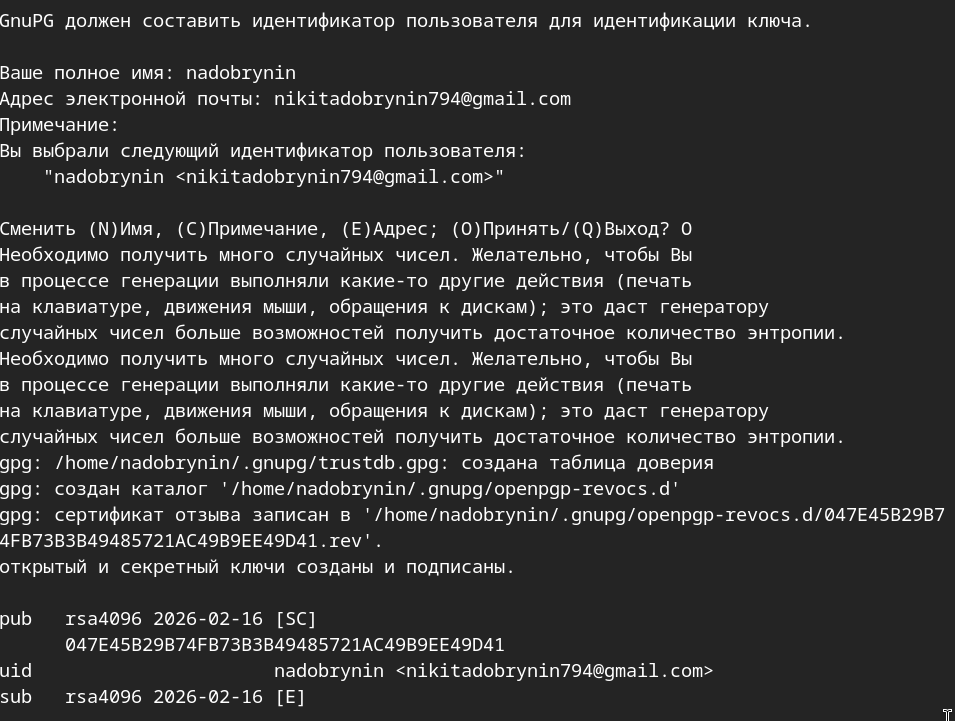 GnuPG должен составить идентификатор пользователя для идентификации ключа.
Ваше полное имя: nadobrynin
Адрес электронной почты: nikitadobrynin794@gmail.com
Примечание:
Вы выбрали следующий идентификатор пользователя:
"nadobrynin <nikitadobrynin794@gmail.com>"
Сменить (N)Имя, (C)Примечание, (E)Адрес; (O)Принять/(Q)Выход? O
Необходимо получить много случайных чисел. Желательно, чтобы Вы
в процессе генерации выполняли какие-то другие действия (печать
на клавиатуре, движения мыши, обращения к дискам); это даст генератору
случайных чисел больше возможностей получить достаточное количество энтропии.
Необходимо получить много случайных чисел. Желательно, чтобы Вы
в процессе генерации выполняли какие-то другие действия (печать
на клавиатуре, движения мыши, обращения к дискам); это даст генератору
случайных чисел больше возможностей получить достаточное количество энтропии.
gpg: /home/nadobrynin/.gnupg/trustdb.gpg: создана таблица доверия
gpg: создан каталог '/home/nadobrynin/.gnupg/openpgp-revocs.d'
gpg: сертификат отзыва записан в '/home/nadobrynin/.gnupg/openpgp-revocs.d/047E45B29B7
4FB73B3B49485721AC49B9EE49D41.rev'.
открытый и секретный ключи созданы и подписаны.
pub   rsa4096 2026-02-16 [SC]
047E45B29B74FB73B3B49485721AC49B9EE49D41
uid                      nadobrynin <nikitadobrynin794@gmail.com>
sub   rsa4096 2026-02-16 [E]